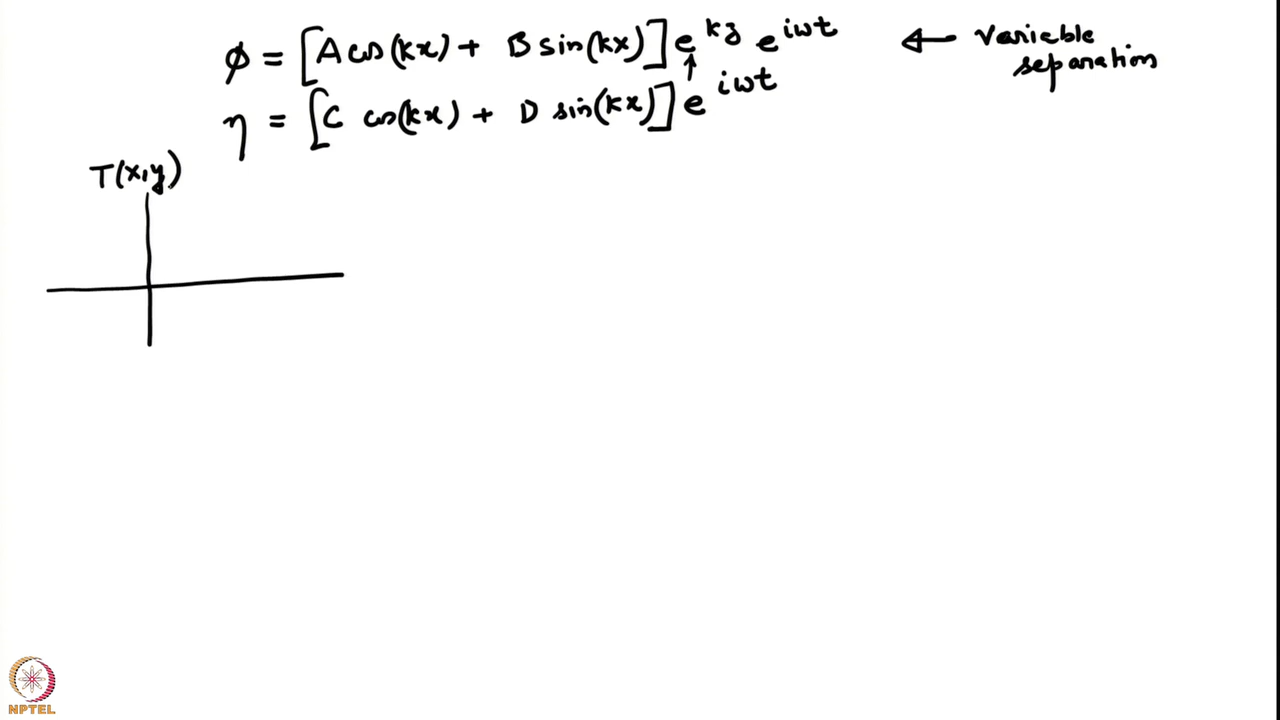 ϕ = [A cos(kx) + B sin(kx)] e^{kz} e^{iωt} ← variable
separation
η = [C cos(kx) + D sin(kx)] e^{iωt}
T(x,y)
NPTEL